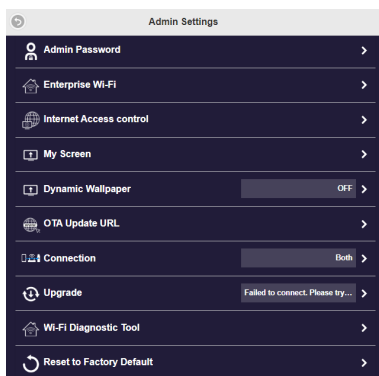 Admin Settings
Admin Password
Enterprise Wi-Fi
Internet Access control
My Screen
Dynamic Wallpaper OFF
OTA Update URL
Connection Both
Upgrade Failed to connect. Please try...
Wi-Fi Diagnostic Tool
Reset to Factory Default